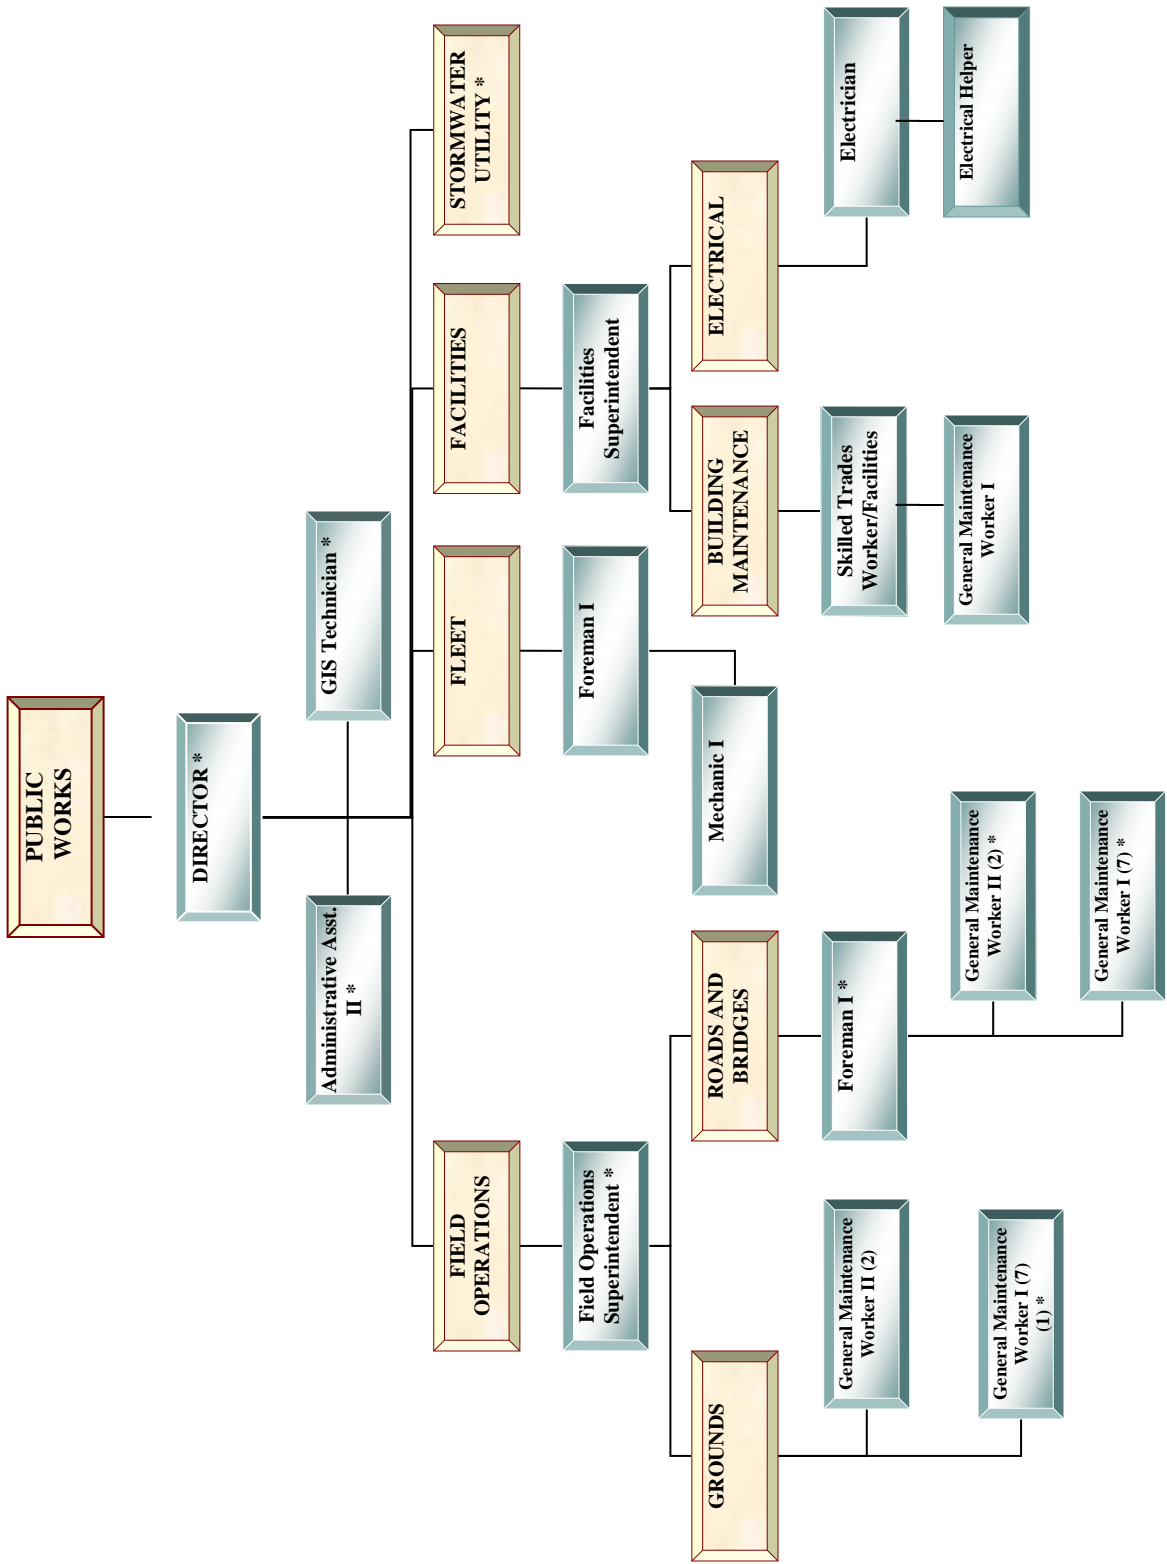 PUBLIC
WORKS
DIRECTOR *
Administrative Asst.
II *
GIS Technician *
FIELD
OPERATIONS
FLEET
FACILITIES
STORMWATER
UTILITY *
Field Operations
Superintendent *
Foreman I
Facilities
Superintendent
GROUNDS
ROADS AND
BRIDGES
Mechanic I
BUILDING
MAINTENANCE
ELECTRICAL
General Maintenance
Worker II (2)
Foreman I *
Skilled Trades
Worker/Facilities
Electrician
General Maintenance
Worker I (7)
(1) *
General Maintenance
Worker II (2) *
General Maintenance
Worker I
Electrical Helper
General Maintenance
Worker I (7) *